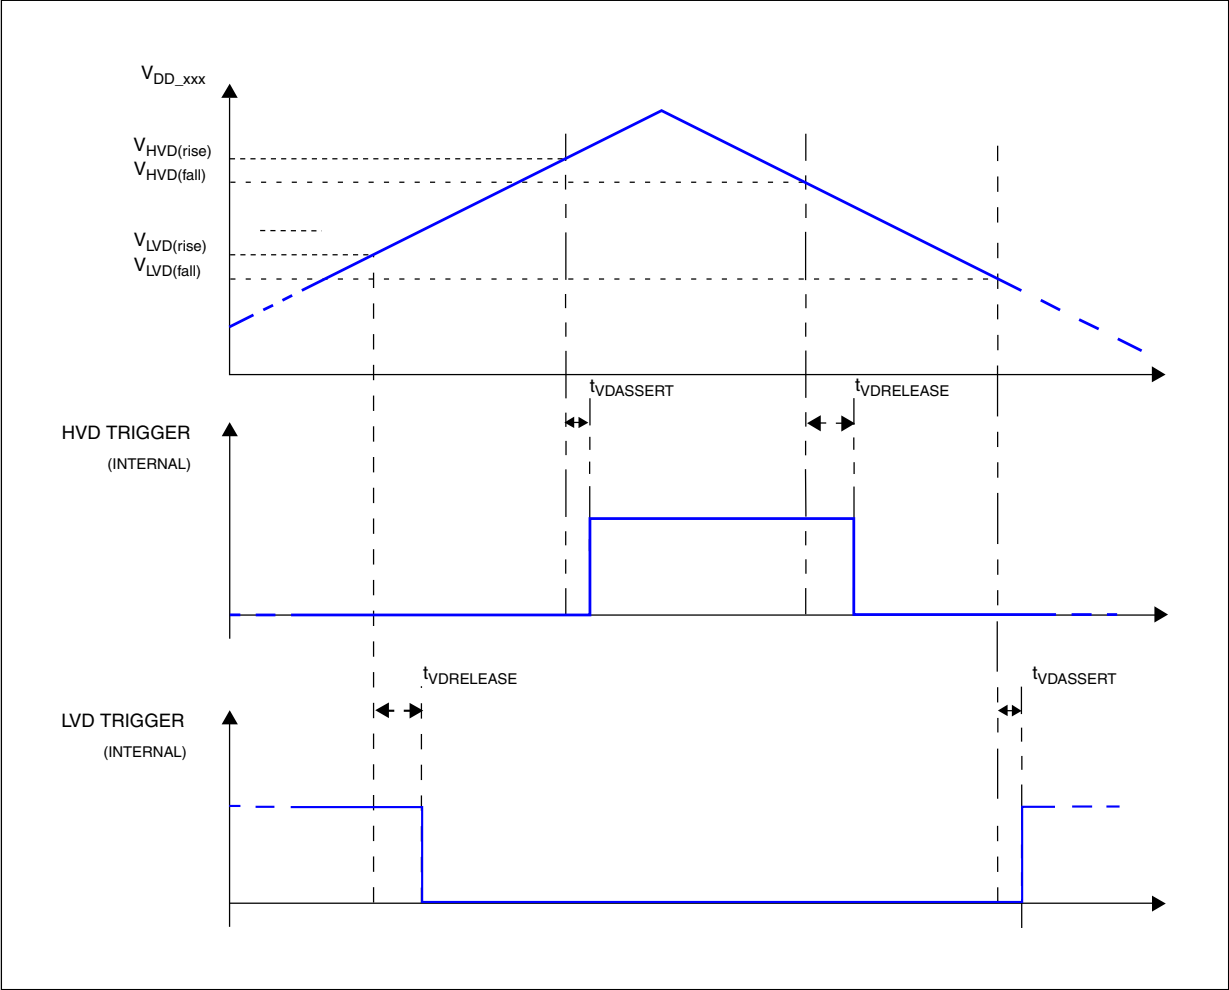 VDD_xxx
VHVD(rise)
VHVD(fall)
VLVD(rise)
VLVD(fall)
tVDASSERT
tVDRELEASE
HVD TRIGGER
(INTERNAL)
tVDRELEASE
tVDASSERT
LVD TRIGGER
(INTERNAL)